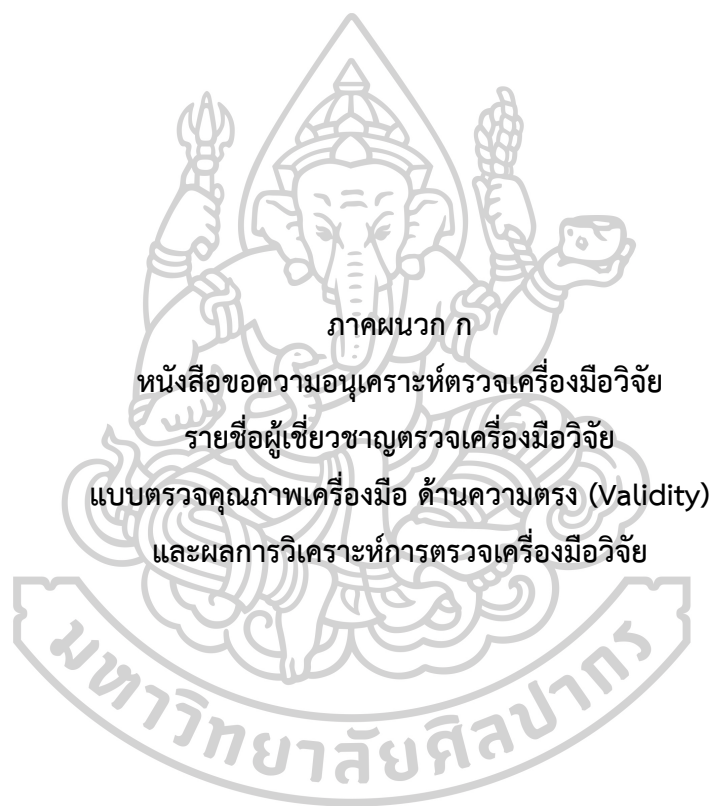 ภาคผนวก ก
หนังสือขอความอนุเคราะห์ตรวจเครื่องมือวิจัย
รายชื่อผู้เชี่ยวชาญตรวจเครื่องมือวิจัย
แบบตรวจคุณภาพเครื่องมือ ด้านความตรง (Validity)
และผลการวิเคราะห์การตรวจเครื่องมือวิจัย
มหาวิทยาลัยศิลปากร